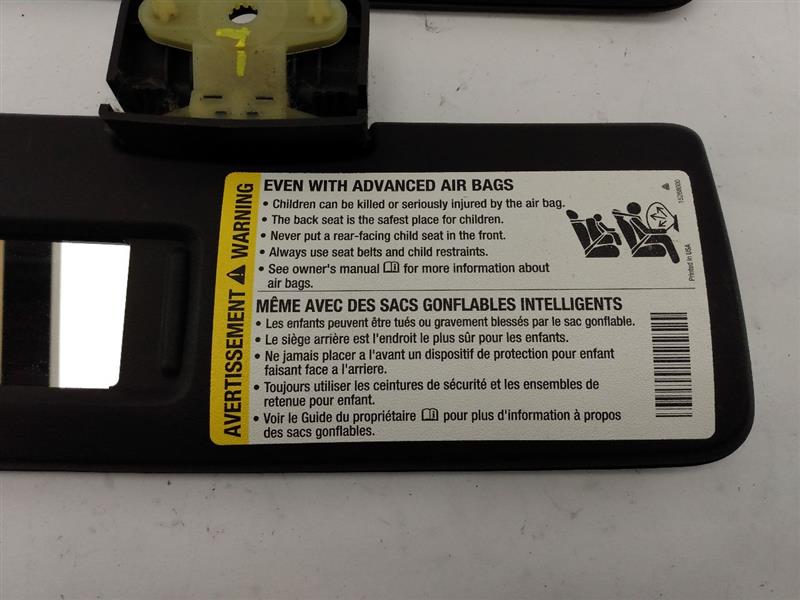 AVERTISSEMENT WARNING
EVEN WITH ADVANCED AIR BAGS
• Children can be killed or seriously injured by the air bag.
• The back seat is the safest place for children.
• Never put a rear-facing child seat in the front.
• Always use seat belts and child restraints.
• See owner's manual for more information about
air bags.
15268000
Printed in USA
MÊME AVEC DES SACS GONFLABLES INTELLIGENTS
• Les enfants peuvent être tués ou gravement blessés par le sac gonflable.
• Le siège arrière est l'endroit le plus sûr pour les enfants.
• Ne jamais placer a l'avant un dispositif de protection pour enfant
faisant face a l'arriere.
• Toujours utiliser les ceintures de sécurité et les ensembles de
retenue pour enfant.
• Voir le Guide du propriétaire pour plus d'information à propos
des sacs gonflables.